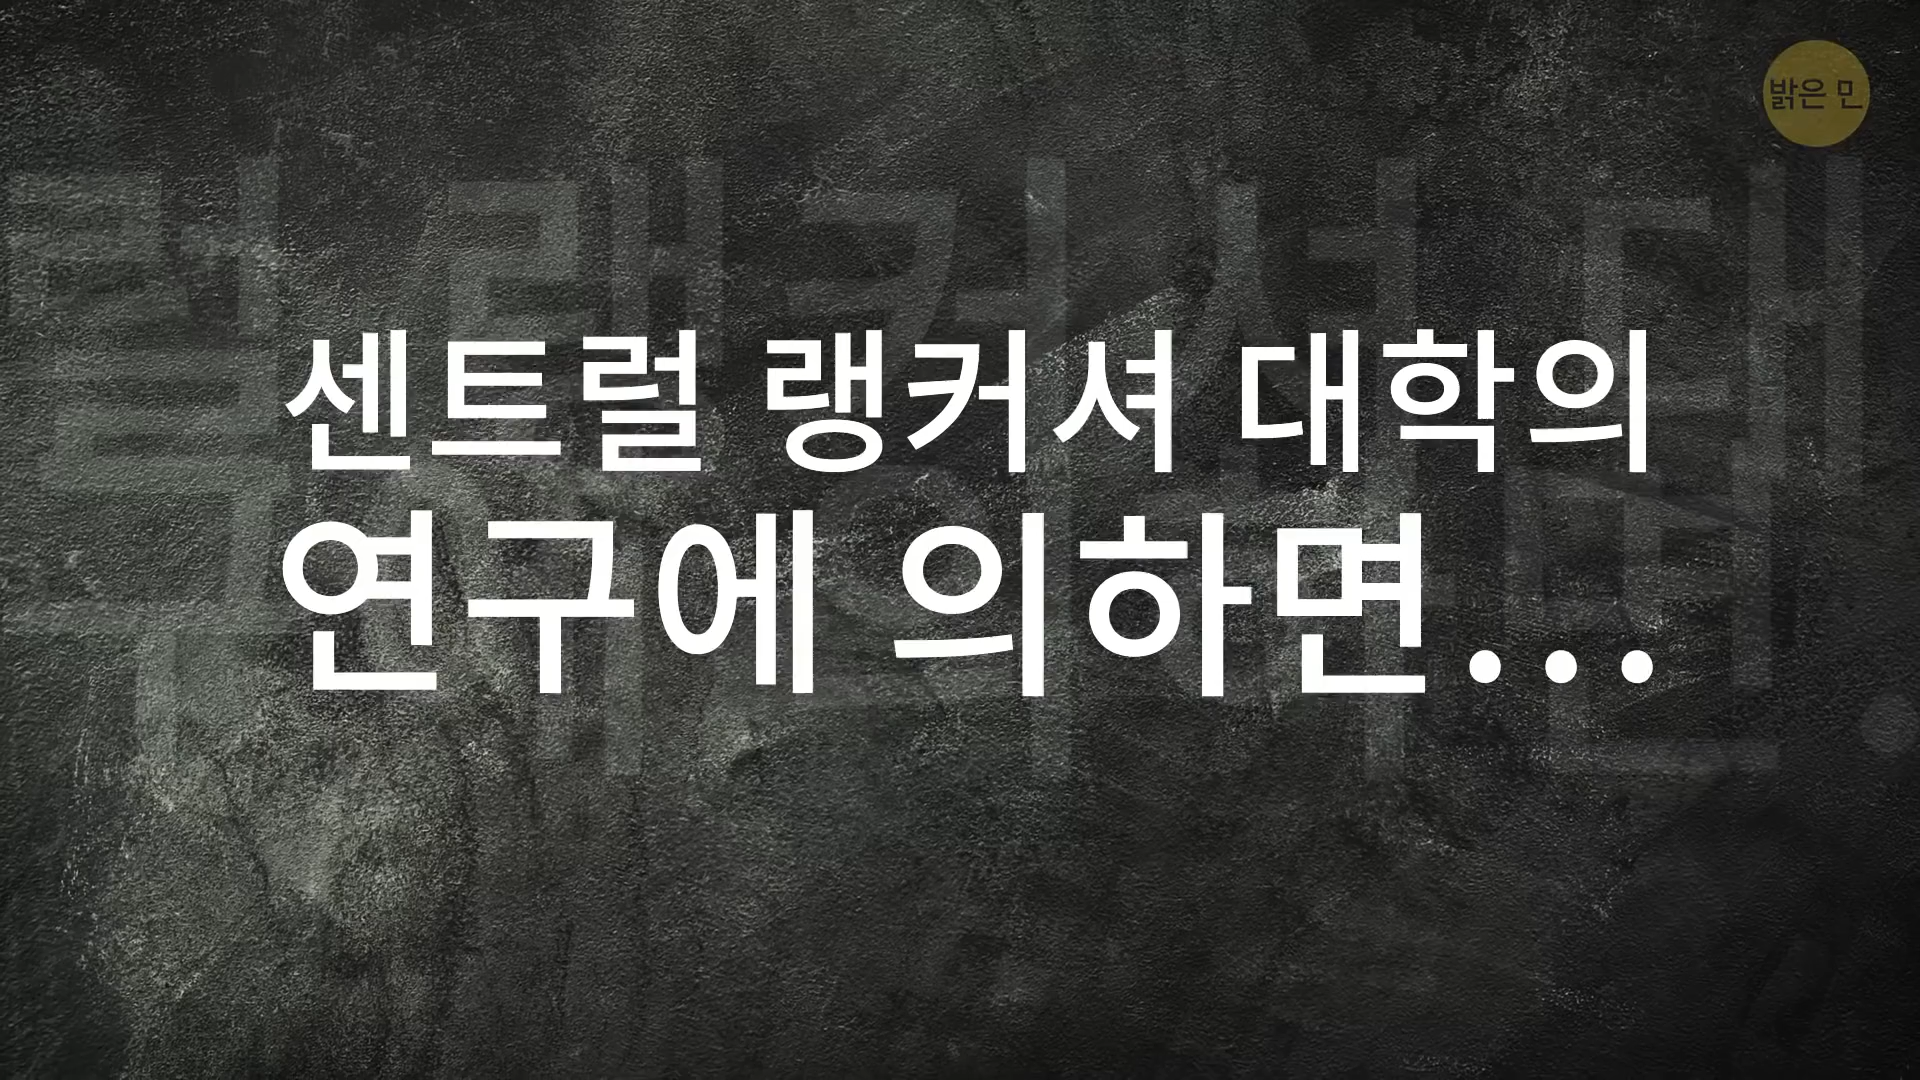 밝은 민
센트럴 랭커셔 대학의
연구에 의하면...